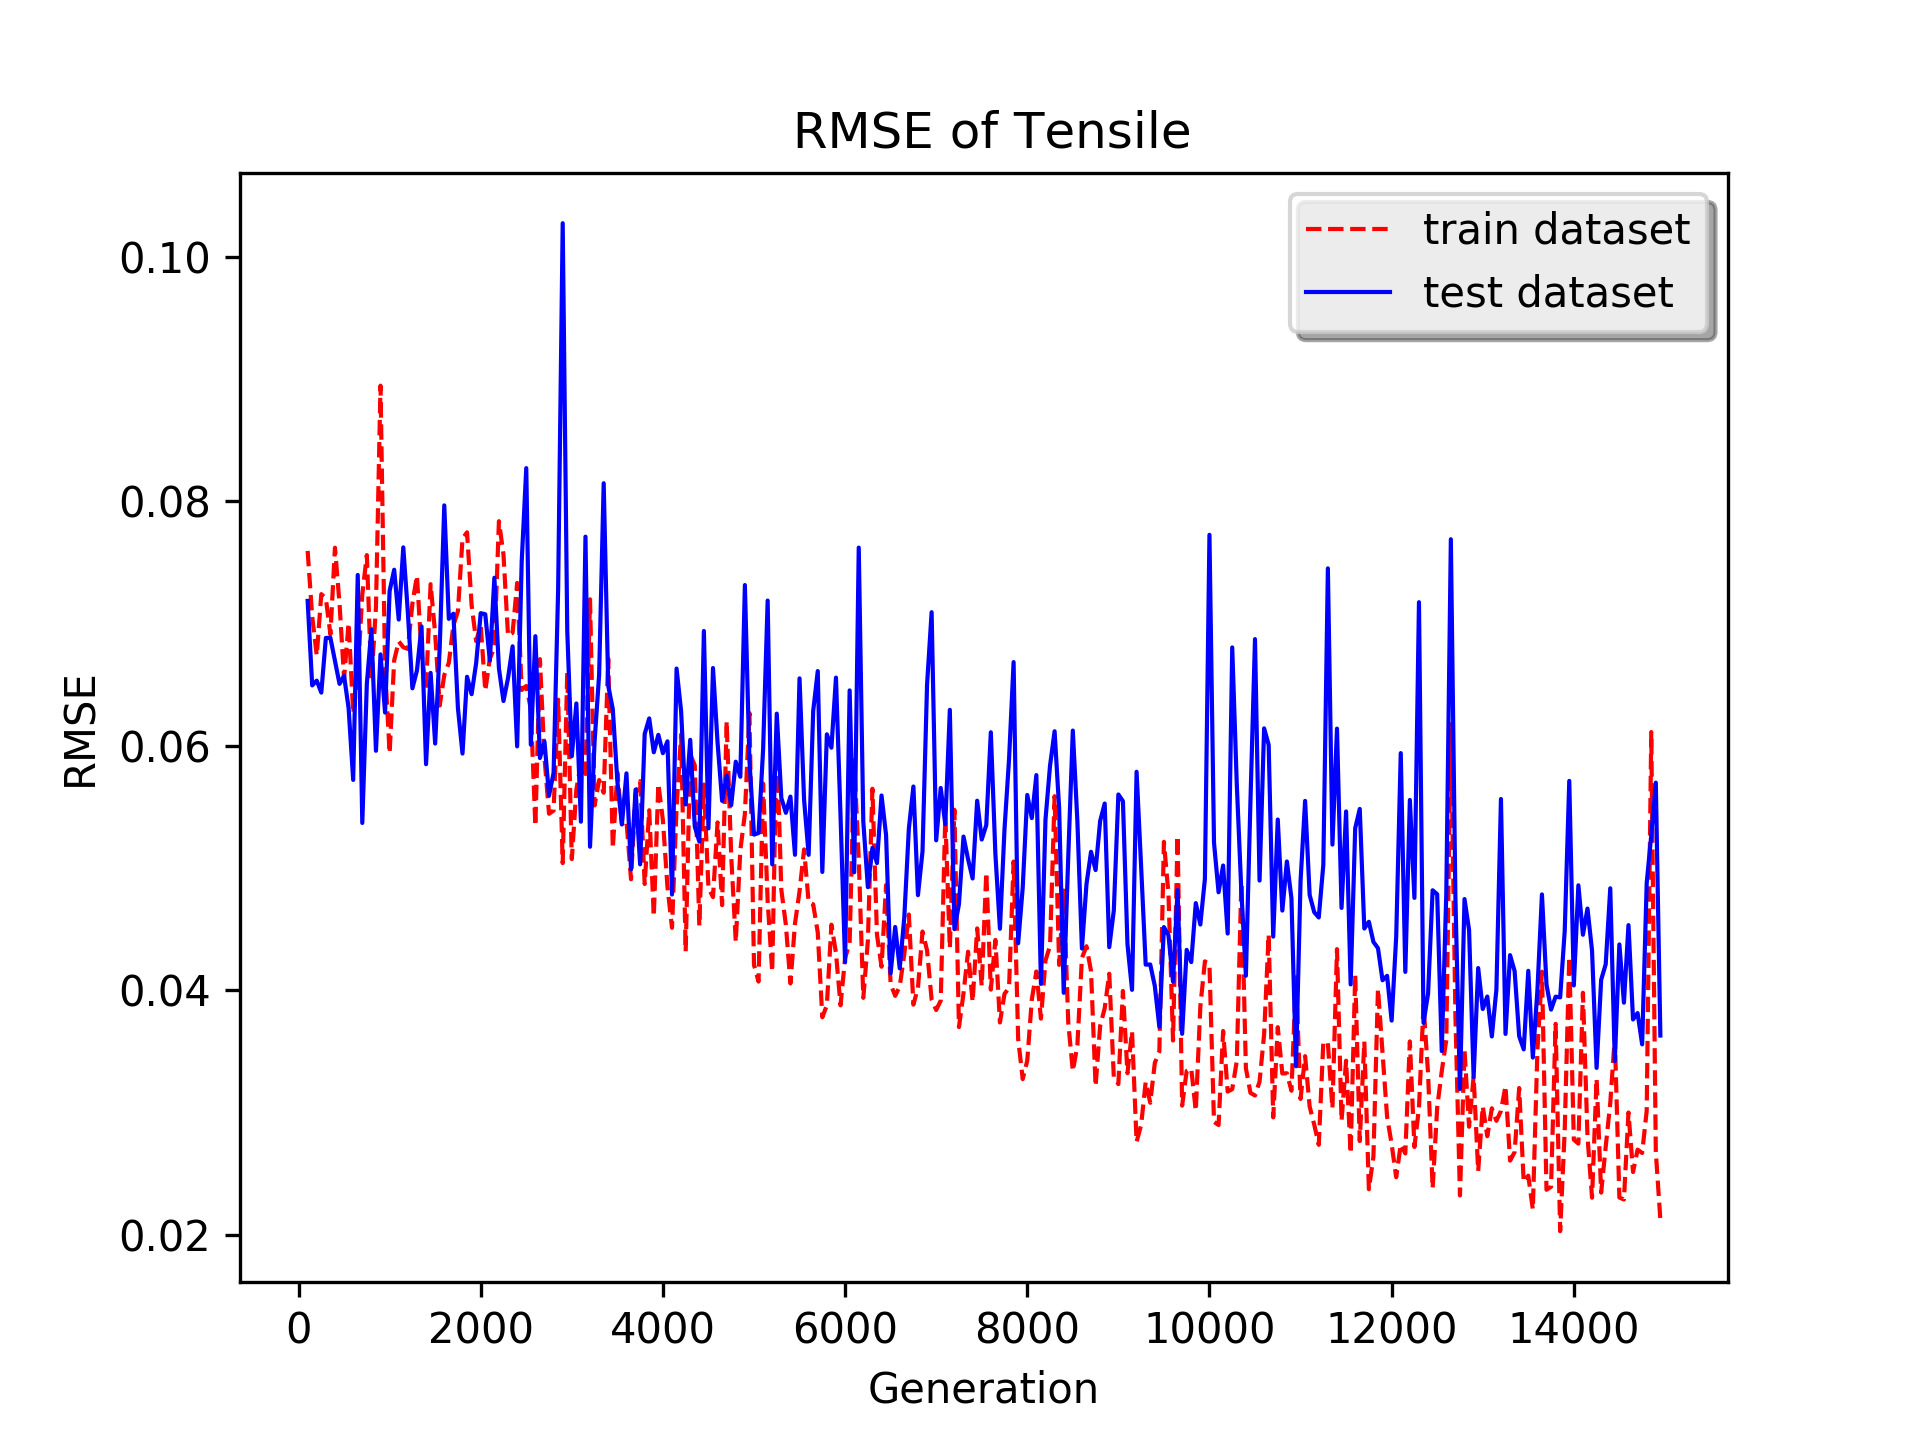 RMSE of Tensile
train dataset
test dataset
0.10
0.08
0.06
0.04
0.02
RMSE
0 2000 4000 6000 8000 10000 12000 14000
Generation